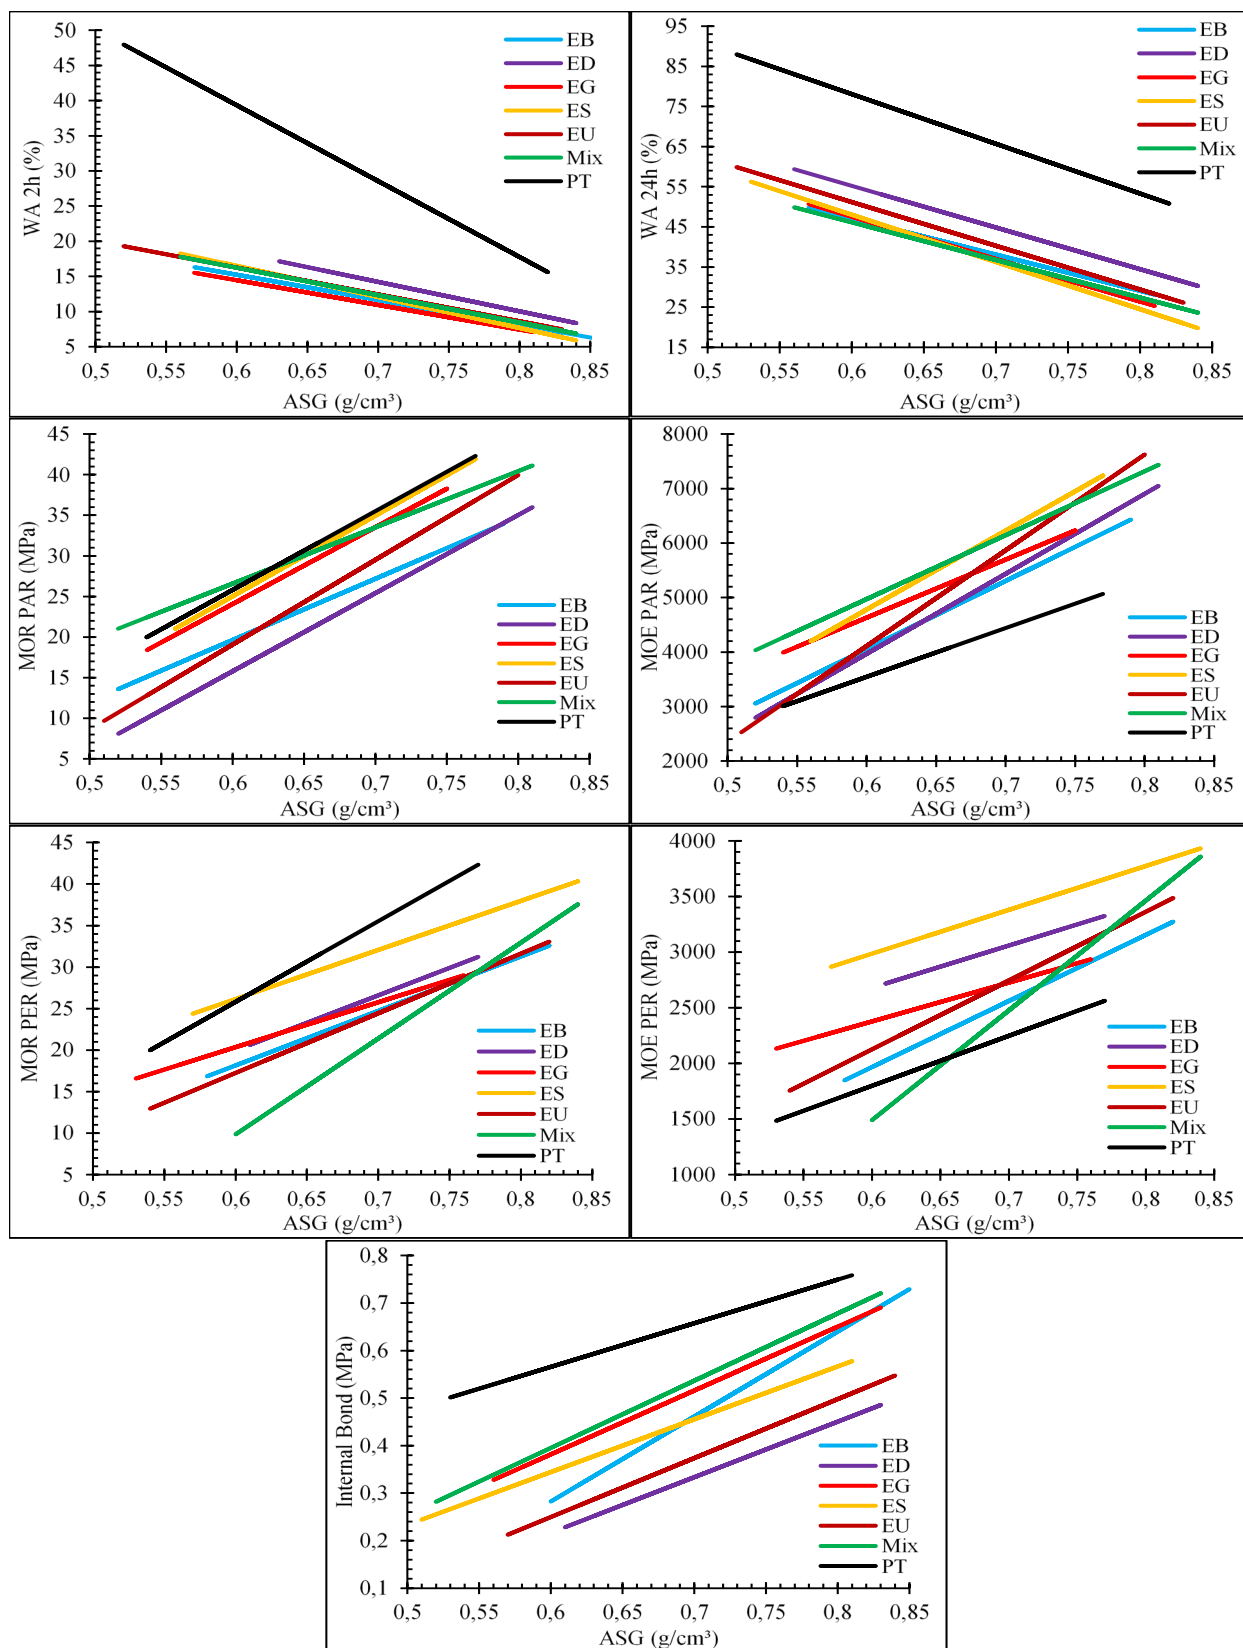 50
45
40
35
30
25
20
15
10
5
WA 2h (%)
0,5 0,55 0,6 0,65 0,7 0,75 0,8 0,85
ASG (g/cm³)
EB
ED
EG
ES
EU
Mix
PT
95
85
75
65
55
45
35
25
15
WA 24h (%)
0,5 0,55 0,6 0,65 0,7 0,75 0,8 0,85
ASG (g/cm³)
EB
ED
EG
ES
EU
Mix
PT
45
40
35
30
25
20
15
10
5
MOR PAR (MPa)
0,5 0,55 0,6 0,65 0,7 0,75 0,8 0,85
ASG (g/cm³)
EB
ED
EG
ES
EU
Mix
PT
8000
7000
6000
5000
4000
3000
2000
MOE PAR (MPa)
0,5 0,55 0,6 0,65 0,7 0,75 0,8 0,85
ASG (g/cm³)
EB
ED
EG
ES
EU
Mix
PT
45
40
35
30
25
20
15
10
5
MOR PER (MPa)
0,5 0,55 0,6 0,65 0,7 0,75 0,8 0,85
ASG (g/cm³)
EB
ED
EG
ES
EU
Mix
PT
4000
3500
3000
2500
2000
1500
1000
MOE PER (MPa)
0,5 0,55 0,6 0,65 0,7 0,75 0,8 0,85
ASG (g/cm³)
EB
ED
EG
ES
EU
Mix
PT
0,8
0,7
0,6
0,5
0,4
0,3
0,2
0,1
Internal Bond (MPa)
0,5 0,55 0,6 0,65 0,7 0,75 0,8 0,85
ASG (g/cm³)
EB
ED
EG
ES
EU
Mix
PT